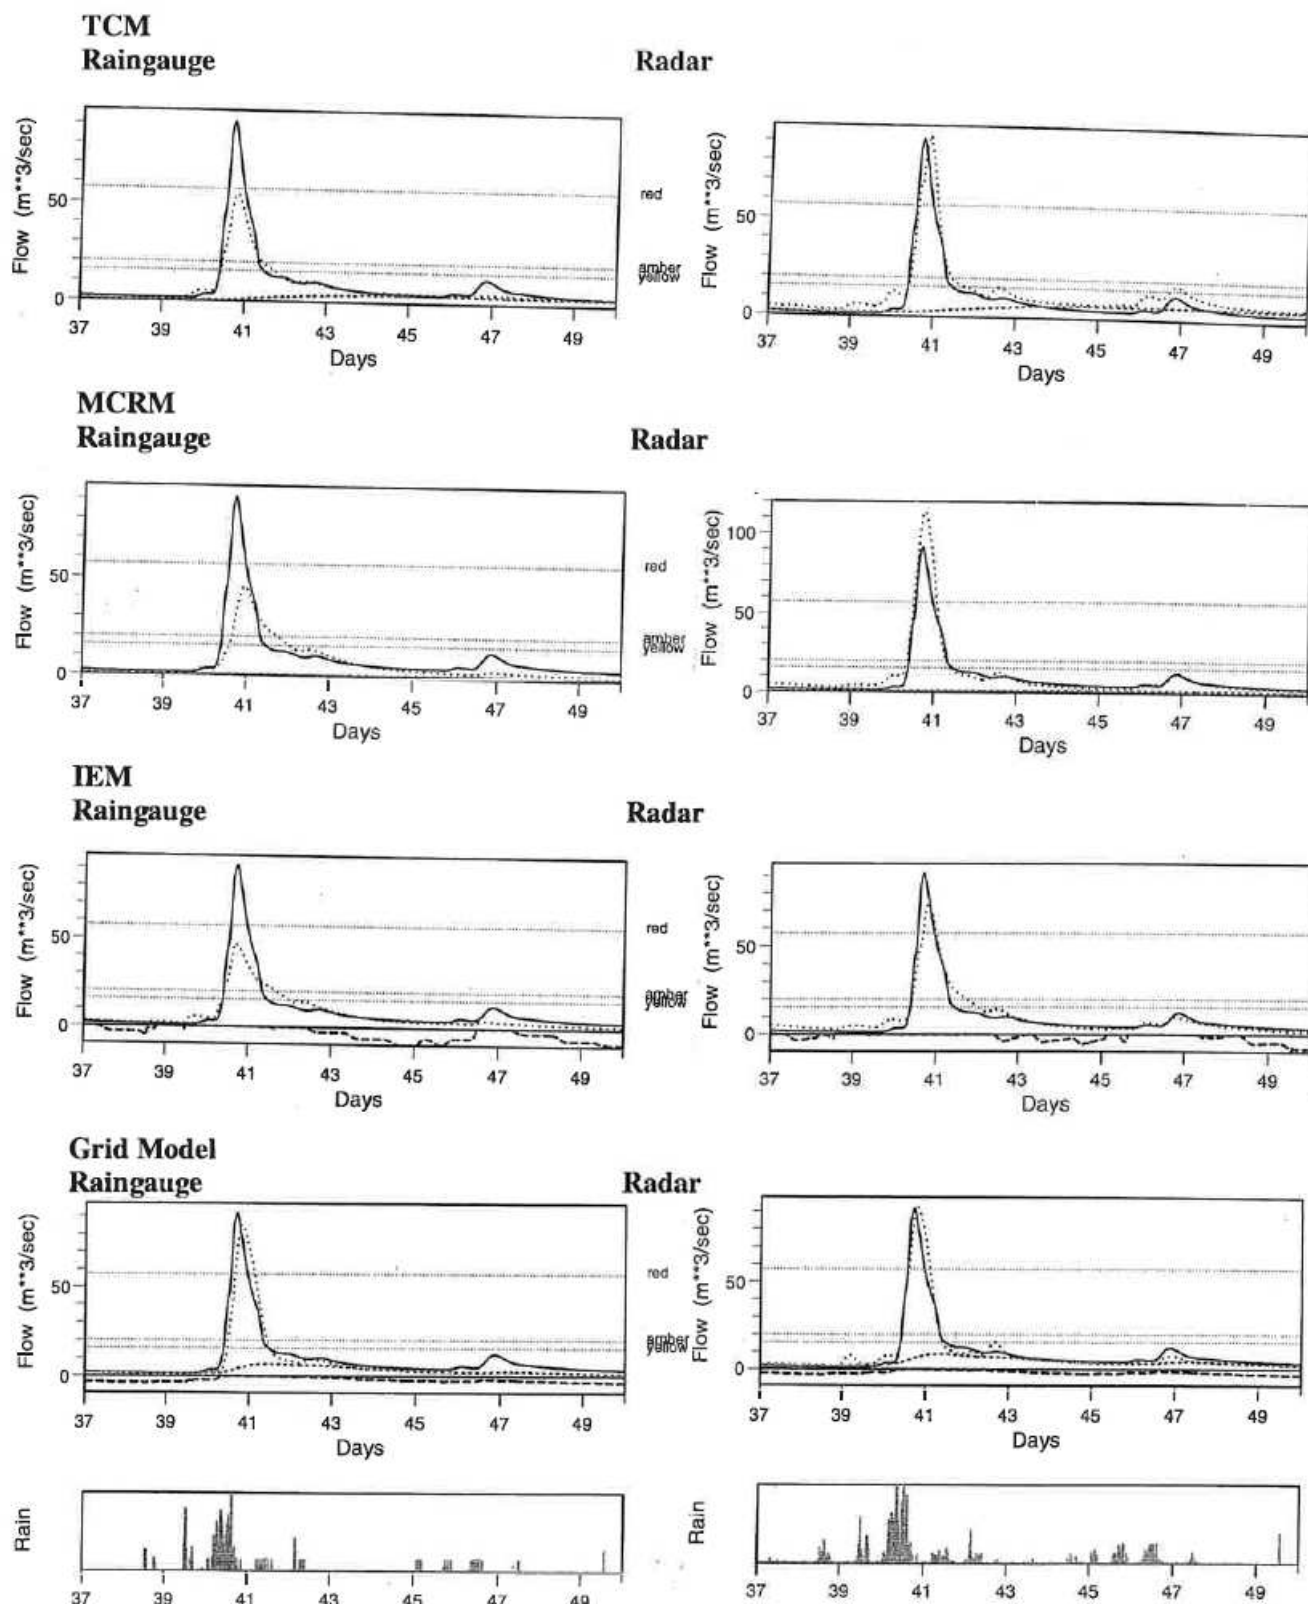 TCM
Raingauge
Radar
Flow (m**3/sec)
50
0
red
amber
yellow
37 39 41 43 45 47 49
Days
Flow (m**3/sec)
50
0
37 39 41 43 45 47 49
Days
MCRM
Raingauge
Radar
Flow (m**3/sec)
50
0
red
amber
yellow
37 39 41 43 45 47 49
Days
Flow (m**3/sec)
100
50
0
37 39 41 43 45 47 49
Days
IEM
Raingauge
Radar
Flow (m**3/sec)
50
0
red
amber
yellow
37 39 41 43 45 47 49
Days
Flow (m**3/sec)
50
0
37 39 41 43 45 47 49
Days
Grid Model
Raingauge
Radar
Flow (m**3/sec)
50
0
red
amber
yellow
37 39 41 43 45 47 49
Days
Flow (m**3/sec)
50
0
37 39 41 43 45 47 49
Days
Rain
37 39 41 43 45 47 49
Rain
37 39 41 43 45 47 49